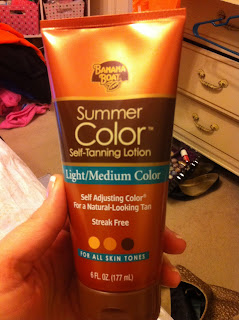 BANANA
BOAT
Summer
Color™
Self-Tanning Lotion
Light/Medium Color
Self Adjusting Color®
For a Natural-Looking Tan
Streak Free
FOR ALL SKIN TONES
6 FL. OZ. (177 mL)